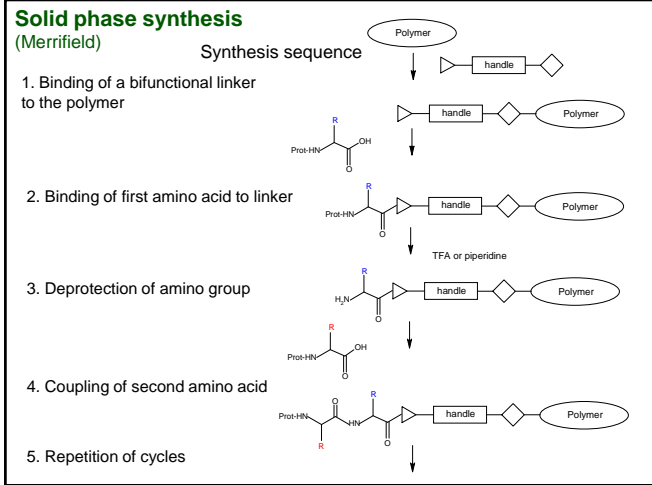 Solid phase synthesis
(Merrifield)
Synthesis sequence
Polymer
handle
1. Binding of a bifunctional linker
to the polymer
handle
Polymer
R
Prot-HN
OH
O
2. Binding of first amino acid to linker
R
Prot-HN
O
handle
Polymer
TFA or piperidine
3. Deprotection of amino group
R
H2N
O
handle
Polymer
R
Prot-HN
OH
O
4. Coupling of second amino acid
O
R
Prot-HN
HN
R
O
handle
Polymer
5. Repetition of cycles